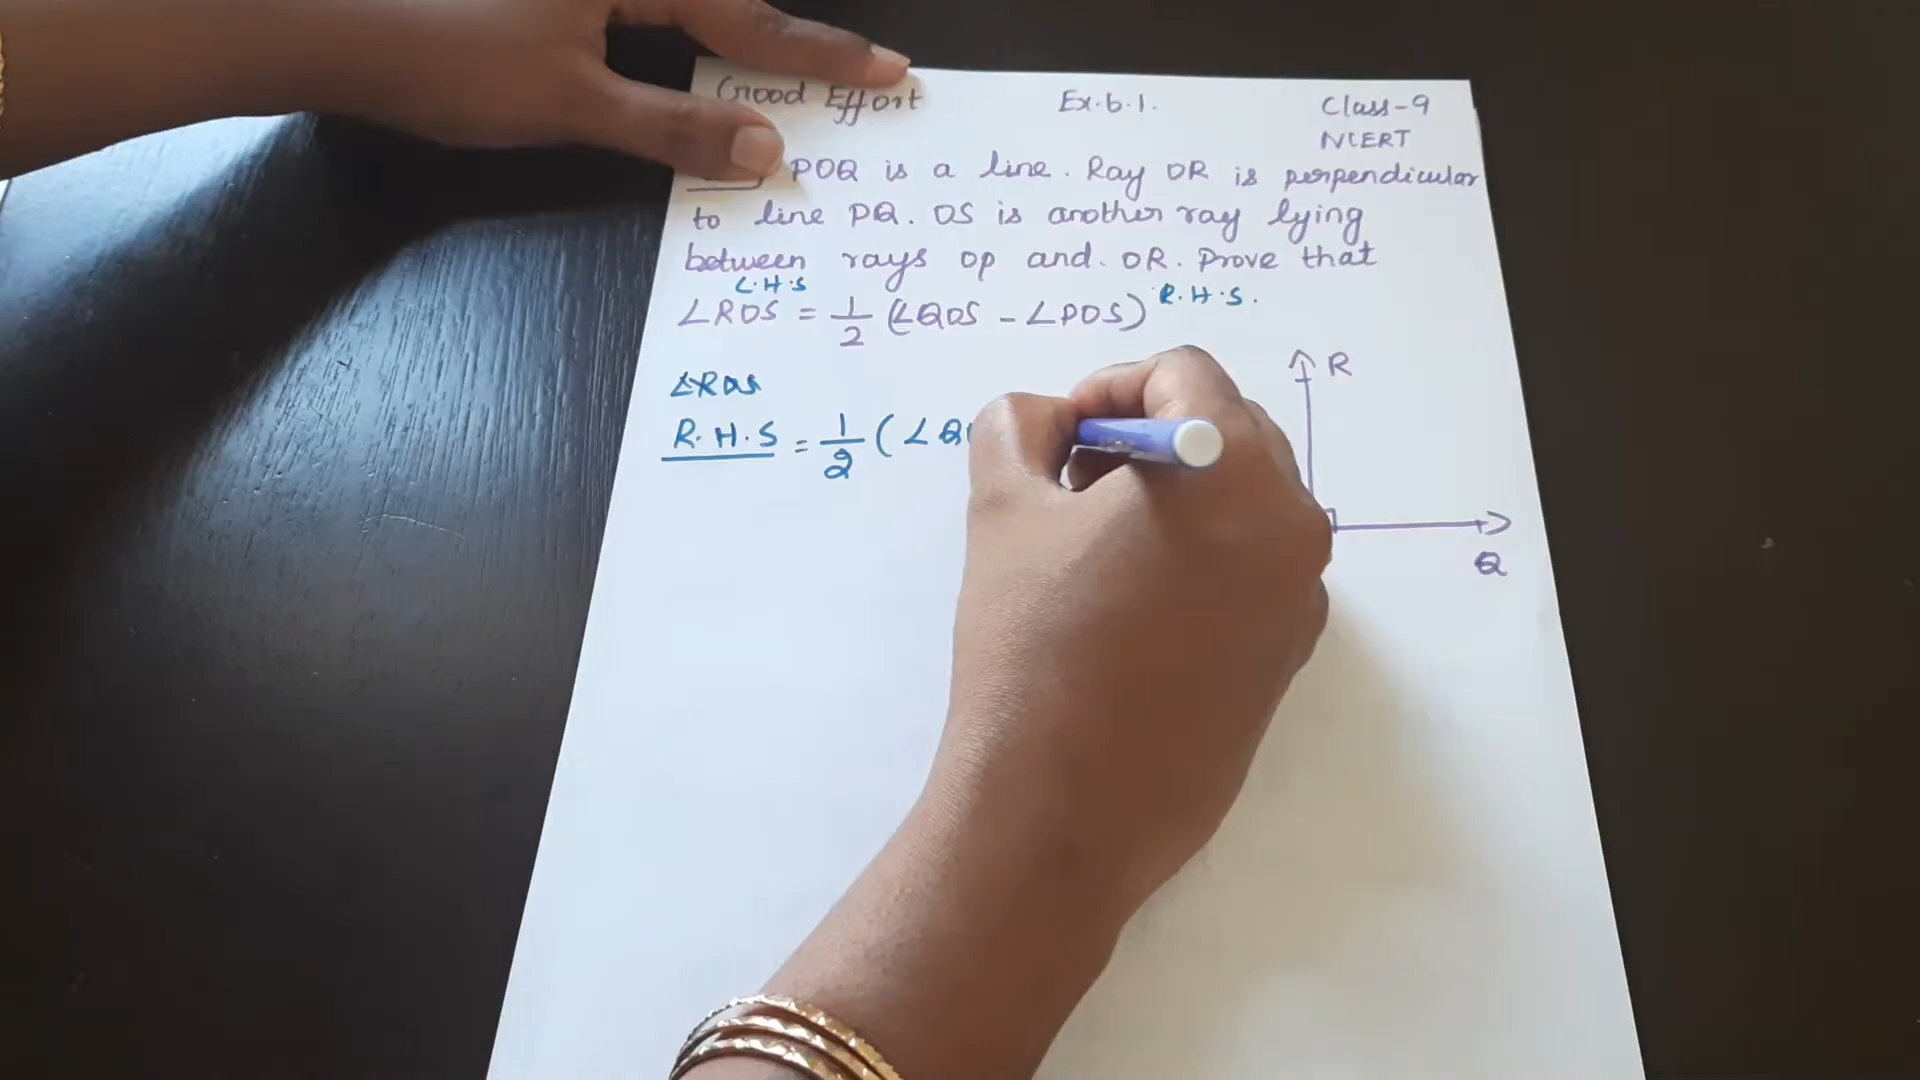 Good Effort Ex.6.1. Class-9
NCERT
POQ is a line. Ray OR is perpendicular
to line PQ. OS is another ray lying
between rays OP and. OR. Prove that
L.H.S
∠ROS = 1/2 (∠QOS - ∠POS) R.H.S.
R
R.H.S = 1/2 (∠QO
Q